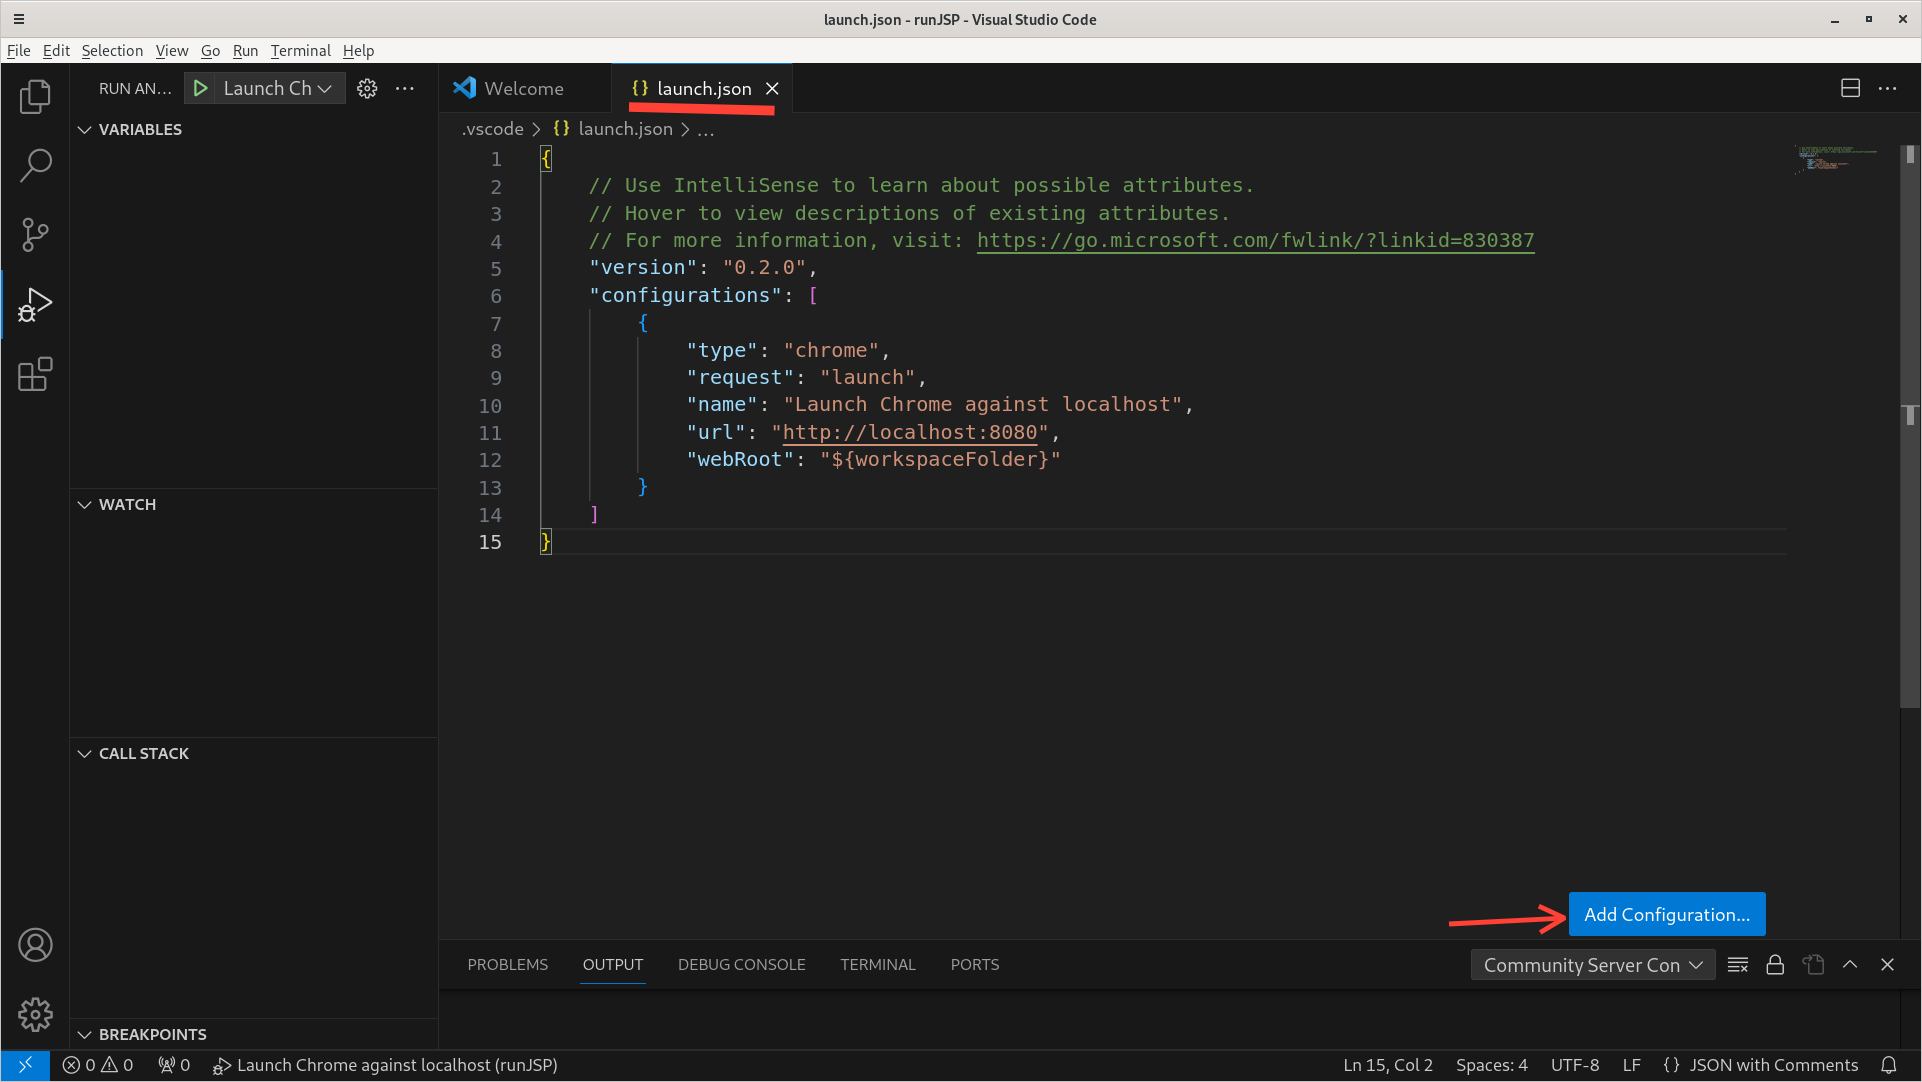 launch.json - runJSP - Visual Studio Code
File Edit Selection View Go Run Terminal Help
RUN AN... Launch Ch
Welcome
launch.json
.vscode > {} launch.json > ...
VARIABLES
WATCH
CALL STACK
BREAKPOINTS
1 {
2 // Use IntelliSense to learn about possible attributes.
3 // Hover to view descriptions of existing attributes.
4 // For more information, visit: https://go.microsoft.com/fwlink/?linkid=830387
5 "version": "0.2.0",
6 "configurations": [
7 {
8 "type": "chrome",
9 "request": "launch",
10 "name": "Launch Chrome against localhost",
11 "url": "http://localhost:8080",
12 "webRoot": "${workspaceFolder}"
13 }
14 ]
15 }
Add Configuration...
PROBLEMS OUTPUT DEBUG CONSOLE TERMINAL PORTS
Community Server Con
0 0 0 Launch Chrome against localhost (runJSP)
Ln 15, Col 2 Spaces: 4 UTF-8 LF {} JSON with Comments